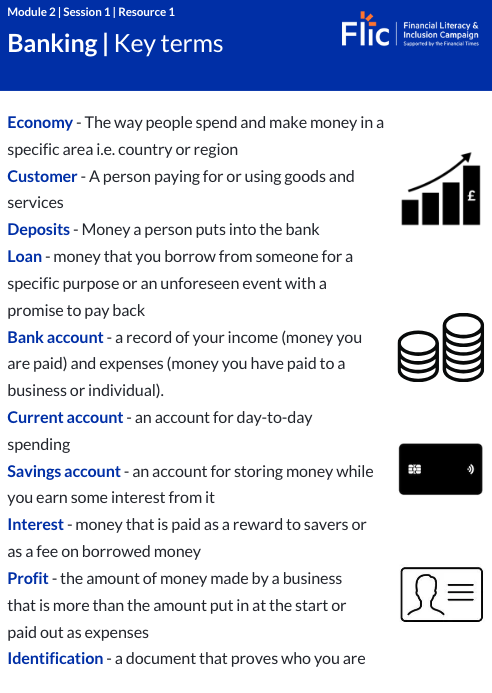 Module 2 | Session 1 | Resource 1
Banking | Key terms
Flic
Financial Literacy &
Inclusion Campaign
Supported by the Financial Times
Economy - The way people spend and make money in a
specific area i.e. country or region
Customer - A person paying for or using goods and
services
Deposits - Money a person puts into the bank
Loan - money that you borrow from someone for a
specific purpose or an unforeseen event with a
promise to pay back
Bank account - a record of your income (money you
are paid) and expenses (money you have paid to a
business or individual).
Current account - an account for day-to-day
spending
Savings account - an account for storing money while
you earn some interest from it
Interest - money that is paid as a reward to savers or
as a fee on borrowed money
Profit - the amount of money made by a business
that is more than the amount put in at the start or
paid out as expenses
Identification - a document that proves who you are
£